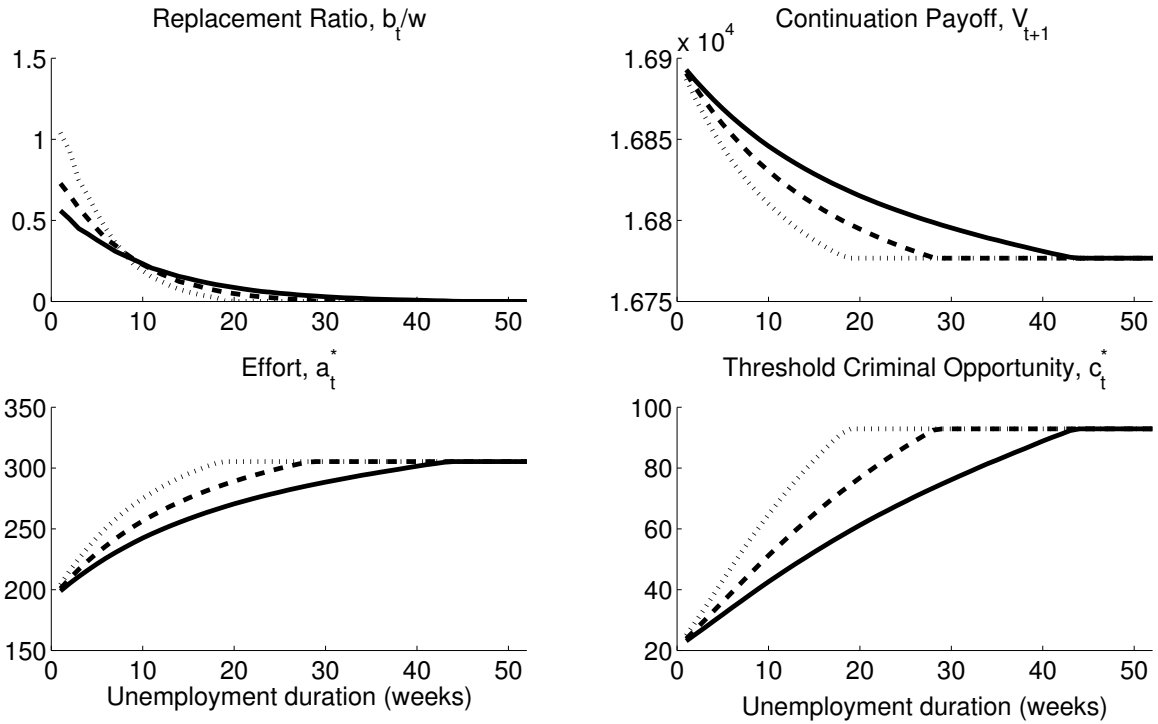 Replacement Ratio, b_t/w
1.5
1
0.5
0
0 10 20 30 40 50
Continuation Payoff, V_{t+1}
x 10^4
1.69
1.685
1.68
1.675
0 10 20 30 40 50
Effort, a_t^*
350
300
250
200
150
0 10 20 30 40 50
Unemployment duration (weeks)
Threshold Criminal Opportunity, c_t^*
100
80
60
40
20
0 10 20 30 40 50
Unemployment duration (weeks)